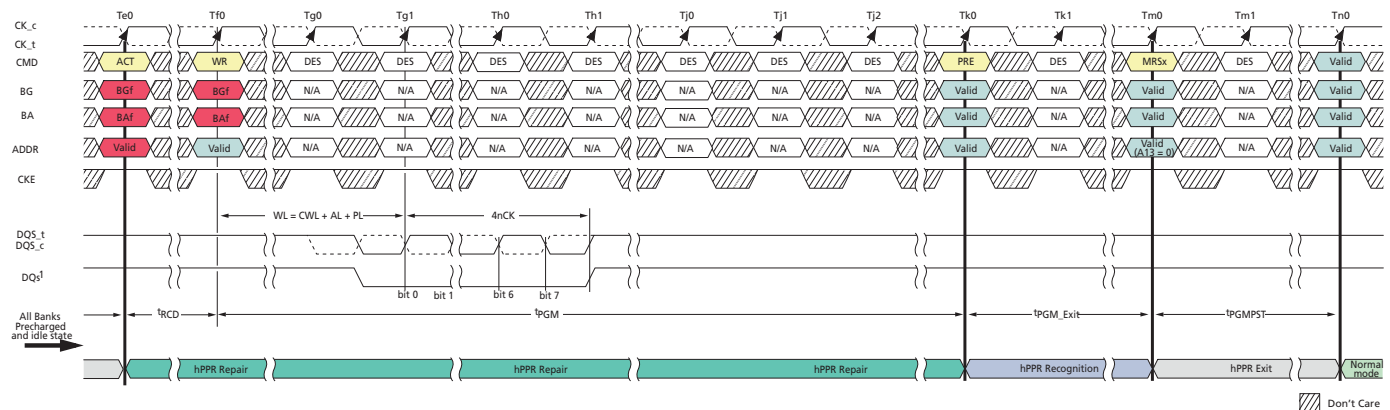 Te0 Tf0 Tg0 Tg1 Th0 Th1 Tj0 Tj1 Tj2 Tk0 Tk1 Tm0 Tm1 Tn0
CK_c
CK_t
CMD ACT WR DES DES DES DES DES DES DES PRE DES MRSx DES Valid
BG BGf BGf N/A N/A N/A N/A N/A N/A N/A Valid N/A Valid N/A Valid
BA BAf BAf N/A N/A N/A N/A N/A N/A N/A Valid N/A Valid N/A Valid
ADDR Valid Valid N/A N/A N/A N/A N/A N/A N/A Valid N/A Valid (A13 = 0) N/A Valid
CKE
WL = CWL + AL + PL 4nCK
DQS_t
DQS_c
DQs1
bit 0 bit 1 bit 6 bit 7
All Banks Precharged and idle state
tRCD tPGM tPGM_Exit tPGMPST
hPPR Repair hPPR Repair hPPR Repair hPPR Recognition hPPR Exit Normal mode
Don't Care